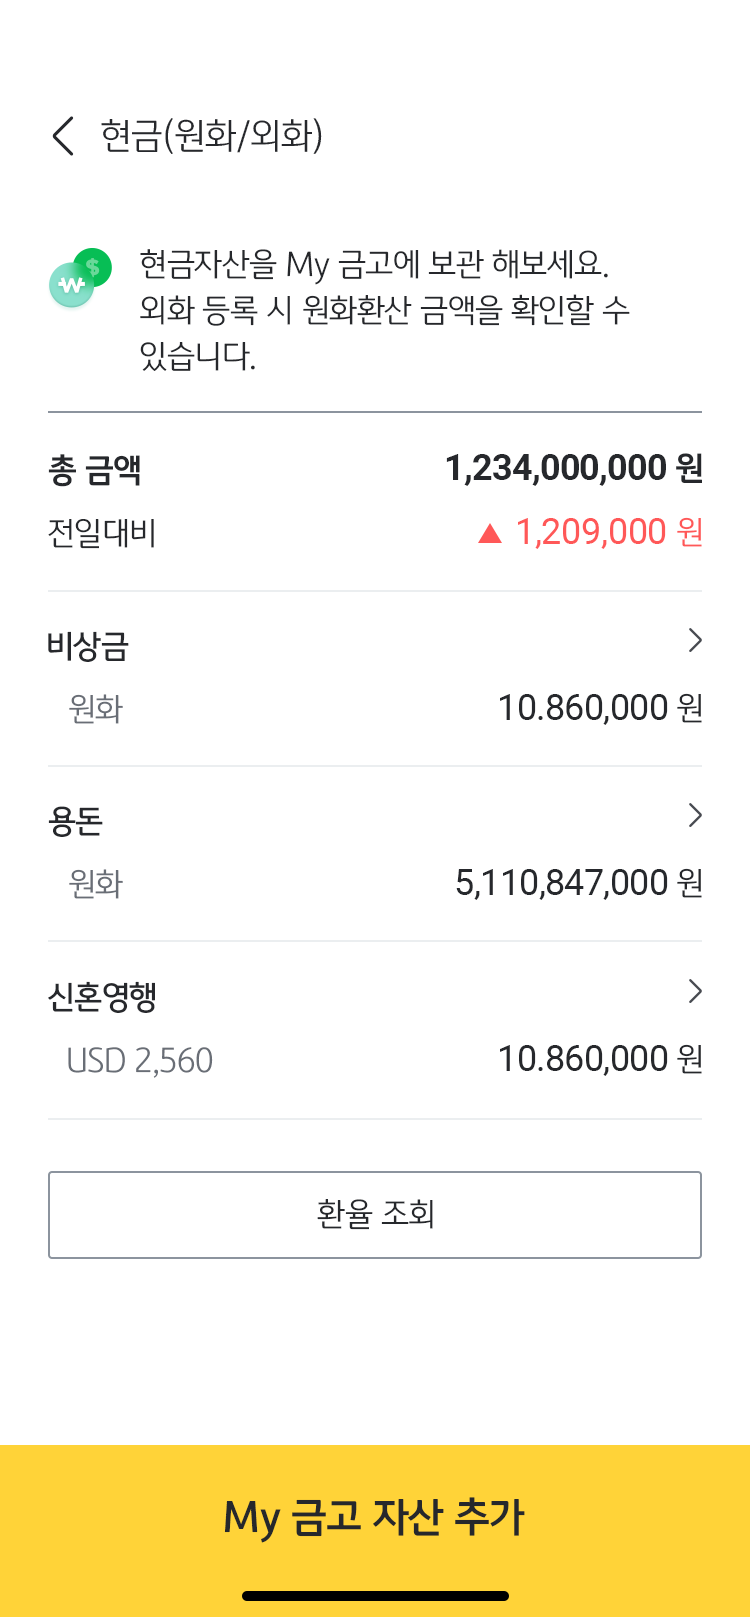 현금(원화/외화)
$
₩
현금자산을 My 금고에 보관 해보세요.
외화 등록 시 원화환산 금액을 확인할 수
있습니다.
총 금액 1,234,000,000 원
전일대비 ▲ 1,209,000 원
비상금
원화 10.860,000 원
용돈
원화 5,110,847,000 원
신혼영행
USD 2,560 10.860,000 원
환율 조회
My 금고 자산 추가